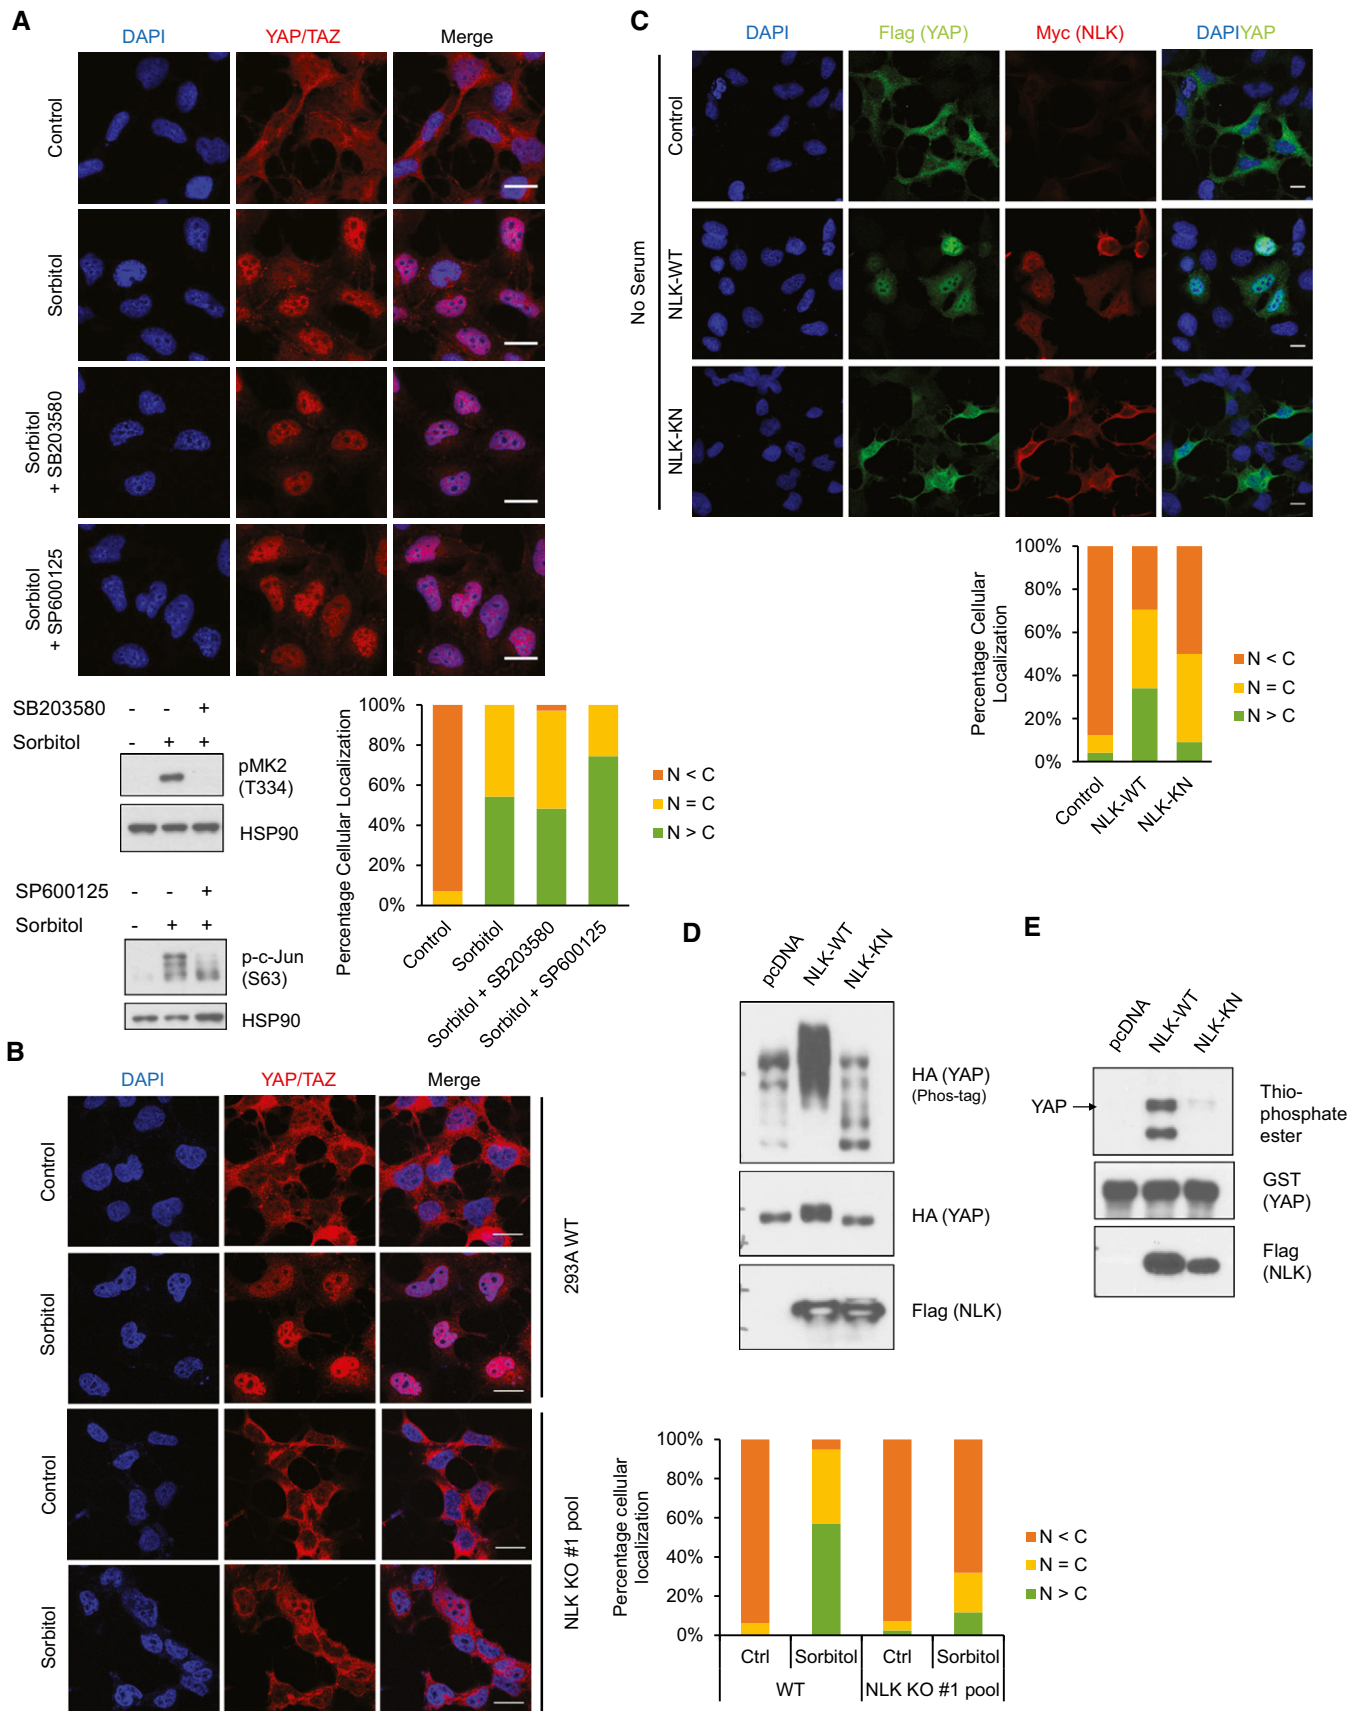 A
DAPI
YAP/TAZ
Merge
Control
Sorbitol
Sorbitol
+ SB203580
Sorbitol
+ SP600125
SB203580 - - +
Sorbitol - + +
pMK2
(T334)
HSP90
SP600125 - - +
Sorbitol - + +
p-c-Jun
(S63)
HSP90
Percentage Cellular Localization
100%
80%
60%
40%
20%
0%
Control
Sorbitol
Sorbitol + SB203580
Sorbitol + SP600125
N < C
N = C
N > C
B
DAPI
YAP/TAZ
Merge
Control
Sorbitol
Control
Sorbitol
293A WT
NLK KO #1 pool
Percentage cellular
localization
100%
80%
60%
40%
20%
0%
Ctrl
Sorbitol
Ctrl
Sorbitol
WT
NLK KO #1 pool
N < C
N = C
N > C
C
DAPI
Flag (YAP)
Myc (NLK)
DAPIYAP
No Serum
Control
NLK-WT
NLK-KN
Percentage Cellular
Localization
100%
80%
60%
40%
20%
0%
Control
NLK-WT
NLK-KN
N < C
N = C
N > C
D
pcDNA
NLK-WT
NLK-KN
HA (YAP)
(Phos-tag)
HA (YAP)
Flag (NLK)
E
pcDNA
NLK-WT
NLK-KN
YAP
Thio-
phosphate
ester
GST
(YAP)
Flag
(NLK)